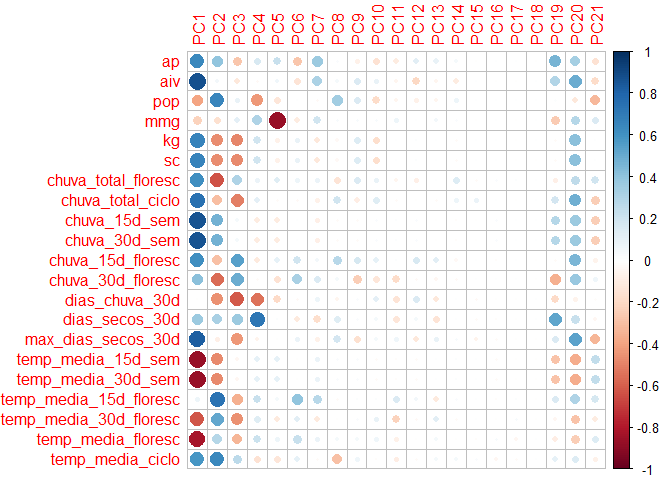 PC1 PC2 PC3 PC4 PC5 PC6 PC7 PC8 PC9 PC10 PC11 PC12 PC13 PC14 PC15 PC16 PC17 PC18 PC19 PC20 PC21
ap
aiv
pop
mmg
kg
sc
chuva_total_floresc
chuva_total_ciclo
chuva_15d_sem
chuva_30d_sem
chuva_15d_floresc
chuva_30d_floresc
dias_chuva_30d
dias_secos_30d
max_dias_secos_30d
temp_media_15d_sem
temp_media_30d_sem
temp_media_15d_floresc
temp_media_30d_floresc
temp_media_floresc
temp_media_ciclo
1
0.8
0.6
0.4
0.2
0
-0.2
-0.4
-0.6
-0.8
-1